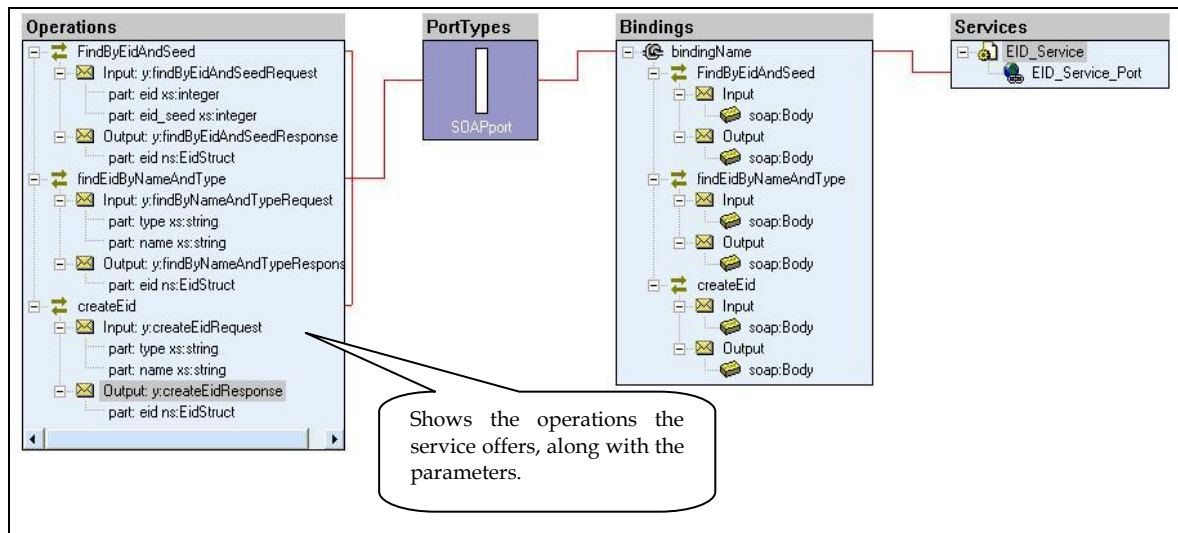 Operations
FindByEidAndSeed
Input: y:findByEidAndSeedRequest
part: eid xs:integer
part: eid_seed xs:integer
Output: y:findByEidAndSeedResponse
part: eid ns:EidStruct
findEidByNameAndType
Input: y:findByNameAndTypeRequest
part: type xs:string
part: name xs:string
Output: y:findByNameAndTypeRespons
part: eid ns:EidStruct
createEid
Input: y:createEidRequest
part: type xs:string
part: name xs:string
Output: y:createEidResponse
part: eid ns:EidStruct
PortTypes
SOAPport
Bindings
bindingName
FindByEidAndSeed
Input
soap:Body
Output
soap:Body
findEidByNameAndType
Input
soap:Body
Output
soap:Body
createEid
Input
soap:Body
Output
soap:Body
Services
EID_Service
EID_Service_Port
Shows the operations the
service offers, along with the
parameters.